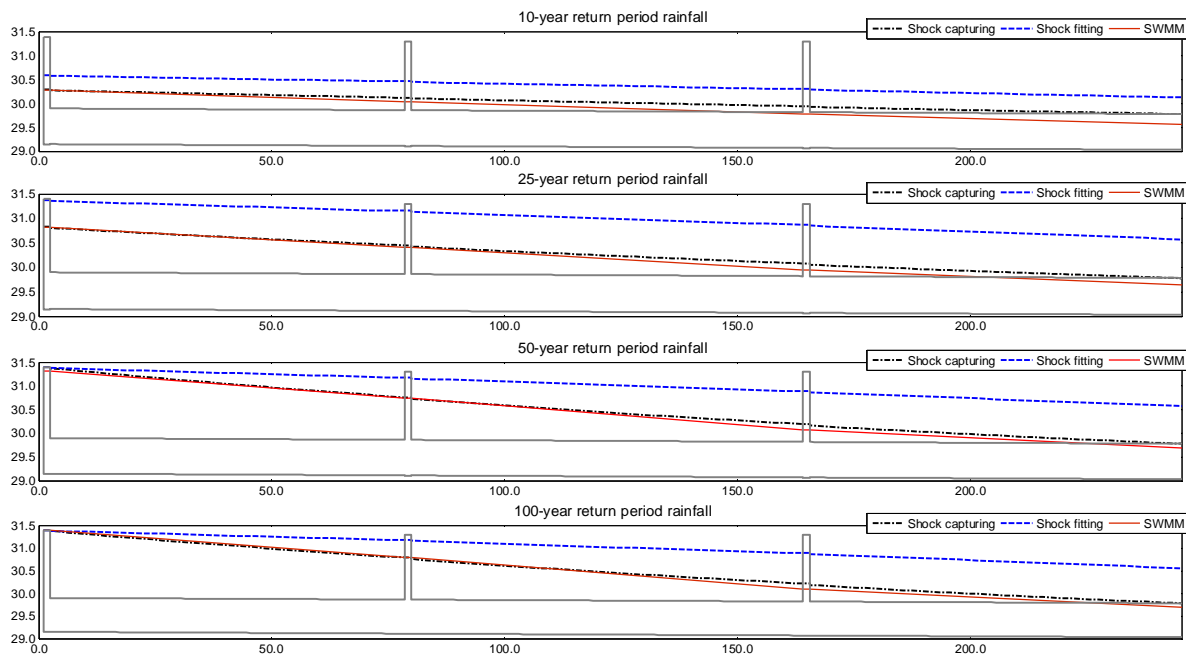 10-year return period rainfall
Shock capturing Shock fitting SWMM
31.5
31.0
30.5
30.0
29.5
29.0
0.0 50.0 100.0 150.0 200.0
25-year return period rainfall
Shock capturing Shock fitting SWMM
31.5
31.0
30.5
30.0
29.5
29.0
0.0 50.0 100.0 150.0 200.0
50-year return period rainfall
Shock capturing Shock fitting SWMM
31.5
31.0
30.5
30.0
29.5
29.0
0.0 50.0 100.0 150.0 200.0
100-year return period rainfall
Shock capturing Shock fitting SWMM
31.5
31.0
30.5
30.0
29.5
29.0
0.0 50.0 100.0 150.0 200.0